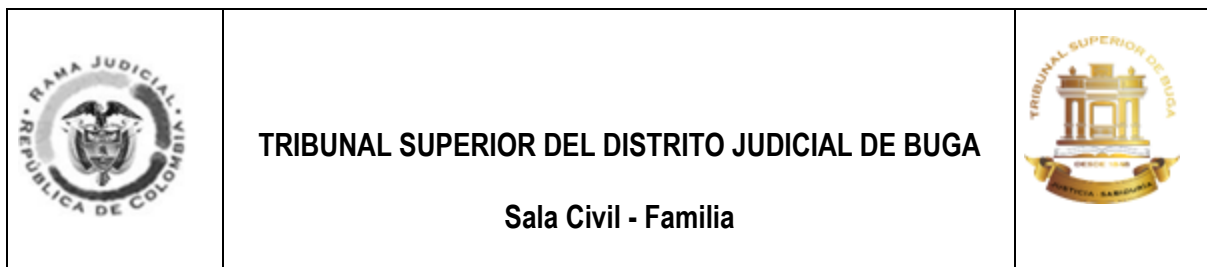 RAMA JUDICIAL
REPÚBLICA DE COLOMBIA
TRIBUNAL SUPERIOR DEL DISTRITO JUDICIAL DE BUGA
Sala Civil - Familia
TRIBUNAL SUPERIOR DE BUGA
JUSTICIA - SABIDURÍA